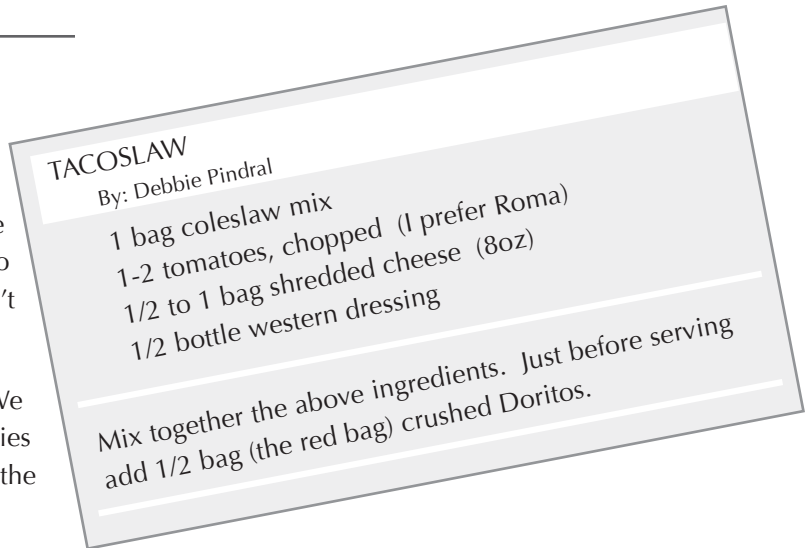 TACOSLAW
By: Debbie Pindral
1 bag coleslaw mix
1-2 tomatoes, chopped  (I prefer Roma)
1/2 to 1 bag shredded cheese  (8oz)
1/2 bottle western dressing
Mix together the above ingredients.  Just before serving
add 1/2 bag (the red bag) crushed Doritos.
't
ies
the